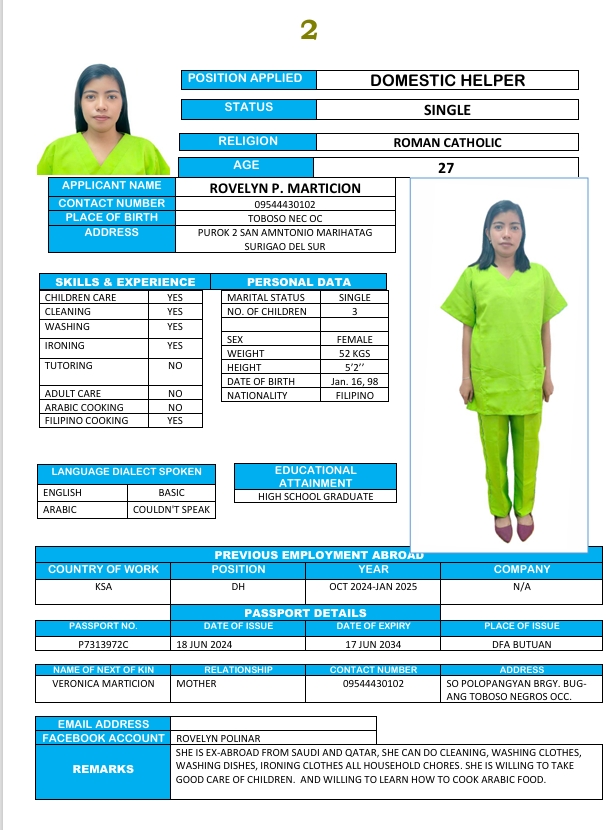 2
POSITION APPLIED DOMESTIC HELPER
STATUS SINGLE
RELIGION ROMAN CATHOLIC
AGE 27
APPLICANT NAME ROVELYN P. MARTICION
CONTACT NUMBER 09544430102
PLACE OF BIRTH TOBOSO NEC OC
ADDRESS PUROK 2 SAN AMNTONIO MARIHATAG
SURIGAO DEL SUR
SKILLS & EXPERIENCE
CHILDREN CARE YES
CLEANING YES
WASHING YES
IRONING YES
TUTORING NO
ADULT CARE NO
ARABIC COOKING NO
FILIPINO COOKING YES
PERSONAL DATA
MARITAL STATUS SINGLE
NO. OF CHILDREN 3
SEX FEMALE
WEIGHT 52 KGS
HEIGHT 5'2''
DATE OF BIRTH Jan. 16, 98
NATIONALITY FILIPINO
LANGUAGE DIALECT SPOKEN
ENGLISH BASIC
ARABIC COULDN'T SPEAK
EDUCATIONAL
ATTAINMENT
HIGH SCHOOL GRADUATE
PREVIOUS EMPLOYMENT ABROAD
COUNTRY OF WORK POSITION YEAR COMPANY
KSA DH OCT 2024-JAN 2025 N/A
PASSPORT DETAILS
PASSPORT NO. DATE OF ISSUE DATE OF EXPIRY PLACE OF ISSUE
P7313972C 18 JUN 2024 17 JUN 2034 DFA BUTUAN
NAME OF NEXT OF KIN RELATIONSHIP CONTACT NUMBER ADDRESS
VERONICA MARTICION MOTHER 09544430102 SO POLOPANGYAN BRGY. BUG-
ANG TOBOSO NEGROS OCC.
EMAIL ADDRESS
FACEBOOK ACCOUNT ROVELYN POLINAR
REMARKS
SHE IS EX-ABROAD FROM SAUDI AND QATAR, SHE CAN DO CLEANING, WASHING CLOTHES,
WASHING DISHES, IRONING CLOTHES ALL HOUSEHOLD CHORES. SHE IS WILLING TO TAKE
GOOD CARE OF CHILDREN. AND WILLING TO LEARN HOW TO COOK ARABIC FOOD.